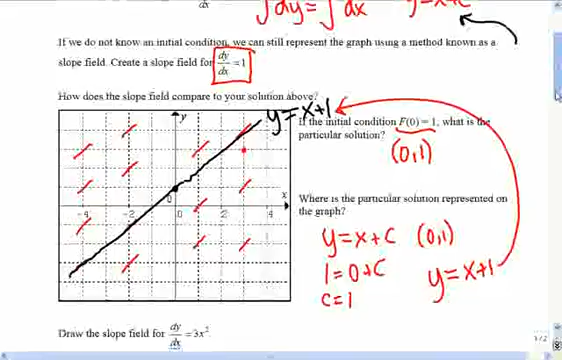 dx
∫dy = ∫dx
y=x+c
If we do not know an initial condition, we can still represent the graph using a method known as a
slope field. Create a slope field for dy/dx = 1
How does the slope field compare to your solution above?
y=x+1
If the initial condition F(0) = 1, what is the
particular solution?
(0,1)
y
x
-4 -2 0 0 2 4
Where is the particular solution represented on
the graph?
y=x+c (0,1)
1=0+c
c=1
y=x+1
Draw the slope field for dy/dx = 3x².